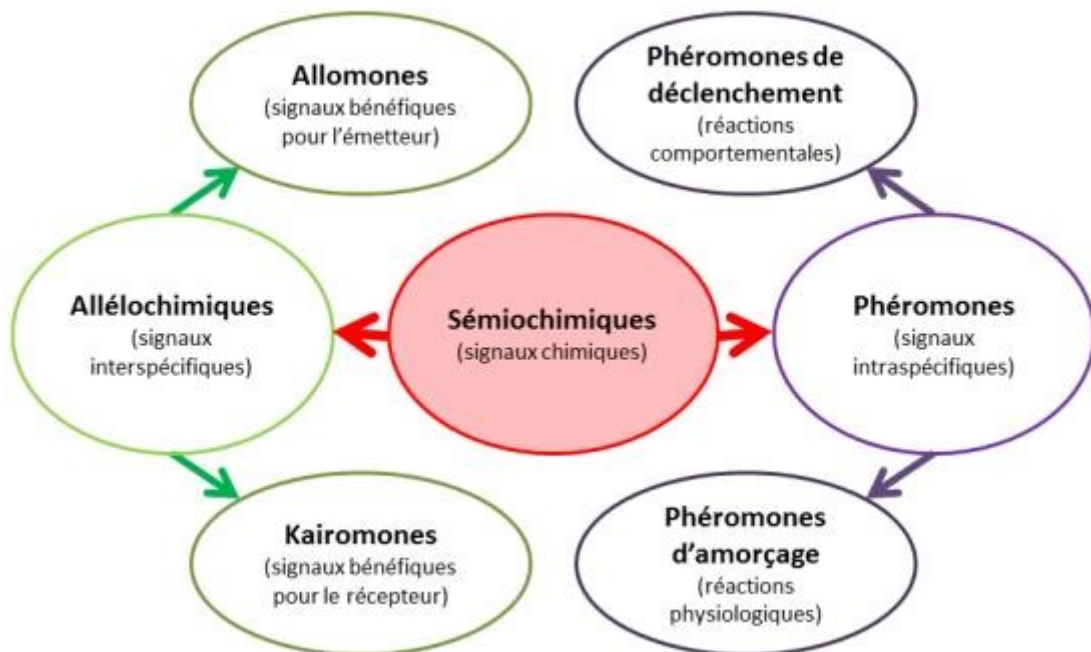 Allomones
(signaux bénéfiques
pour l'émetteur)
Phéromones de
déclenchement
(réactions
comportementales)
Allélochimiques
(signaux
interspécifiques)
Sémiochimiques
(signaux chimiques)
Phéromones
(signaux
intraspécifiques)
Kairomones
(signaux bénéfiques
pour le récepteur)
Phéromones
d'amorçage
(réactions
physiologiques)